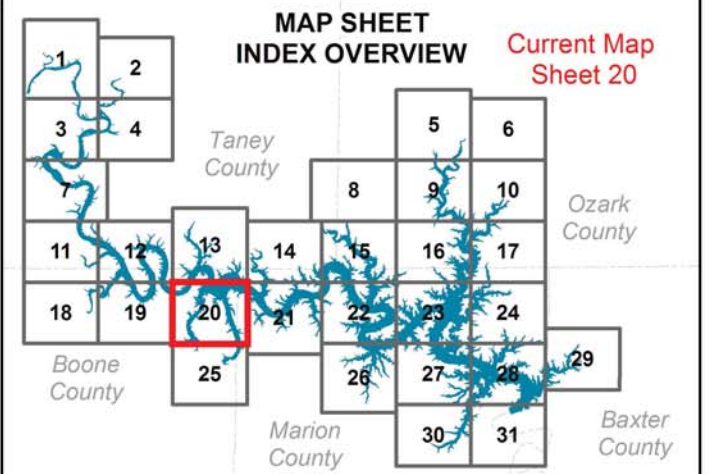 MAP SHEET
INDEX OVERVIEW
Current Map
Sheet 20
1
2
3
4
5
6
Taney
County
7
8
9
10
Ozark
County
11
12
13
14
15
16
17
18
19
20
21
22
23
24
Boone
County
25
26
27
28
29
Marion
County
30
31
Baxter
County